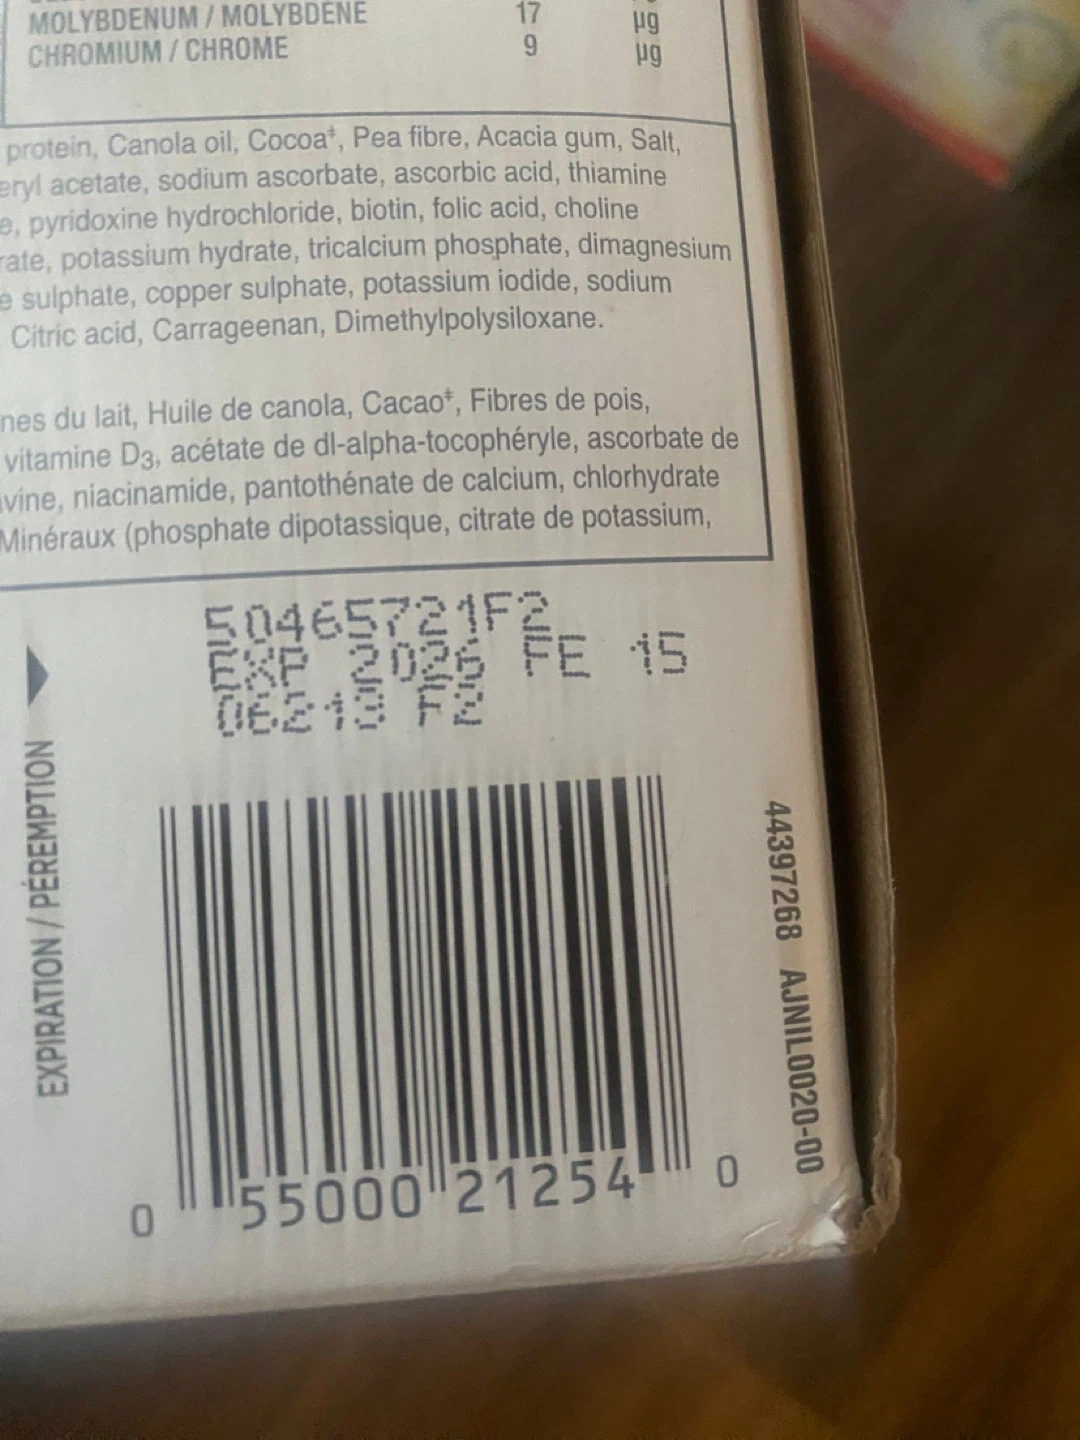 MOLYBDENUM / MOLYBDÈNE 17 µg
CHROMIUM / CHROME 9 µg
protein, Canola oil, Cocoa‡, Pea fibre, Acacia gum, Salt,
eryl acetate, sodium ascorbate, ascorbic acid, thiamine
e, pyridoxine hydrochloride, biotin, folic acid, choline
rate, potassium hydrate, tricalcium phosphate, dimagnesium
e sulphate, copper sulphate, potassium iodide, sodium
Citric acid, Carrageenan, Dimethylpolysiloxane.
nes du lait, Huile de canola, Cacao‡, Fibres de pois,
vitamine D3, acétate de dl-alpha-tocophéryle, ascorbate de
vine, niacinamide, pantothénate de calcium, chlorhydrate
Minéraux (phosphate dipotassique, citrate de potassium,
50465721F2
EXP 2026 FE 15
EXPIRATION / PÉREMPTION
44397268 AJNIL0020-00
0 55000 21254 0